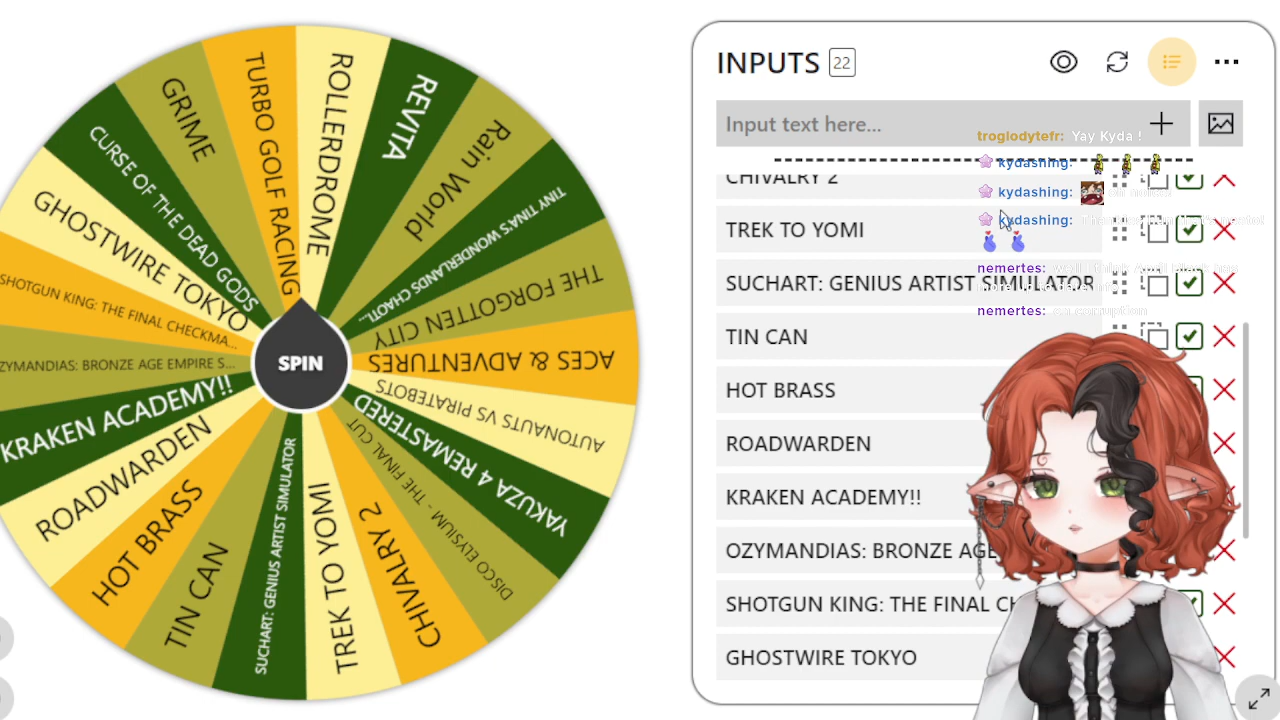 TURBO GOLF RACING
ROLLERDROME
REVITA
Rain World
TINY TINA'S WONDERLANDS CHAOTI...
THE FORGOTTEN CITY
ACES & ADVENTURES
AUTONAUTS VS PIRATEBOTS
YAKUZA 4 REMASTERED
DISCO ELYSIUM - THE FINAL CUT
CHIVALRY 2
TREK TO YOMI
SUCHART: GENIUS ARTIST SIMULATOR
TIN CAN
HOT BRASS
ROADWARDEN
KRAKEN ACADEMY!!
OZYMANDIAS: BRONZE AGE EMPIRE S...
SHOTGUN KING: THE FINAL CHECKMA...
GHOSTWIRE TOKYO
CURSE OF THE DEAD GODS
GRIME
SPIN
INPUTS 22
Input text here...
troglodytefr: Yay Kyda !
kydashing:
kydashing:
kydashing:
nemertes:
nemertes:
CHIVALRY 2
TREK TO YOMI
SUCHART: GENIUS ARTIST SIMULATOR
TIN CAN
HOT BRASS
ROADWARDEN
KRAKEN ACADEMY!!
OZYMANDIAS: BRONZE AGE
SHOTGUN KING: THE FINAL
GHOSTWIRE TOKYO